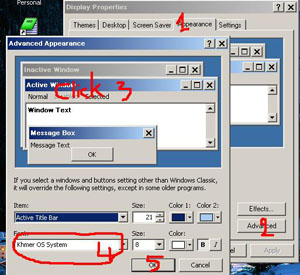 Personal
Display Properties
1
Themes Desktop Screen Saver Appearance Settings
Advanced Appearance
Inactive Window
Active Window
Normal Selected
Click 3
Window Text
Message Box
Message Text
OK
If you select a windows and buttons setting other than Windows Classic,
it will override the following settings, except in some older programs.
Item: Size: Color 1: Color 2:
Active Title Bar 21
Font: Size: Color:
Khmer OS System 8 B I
4
5
OK Cancel
Effects...
Advanced
2
Apply